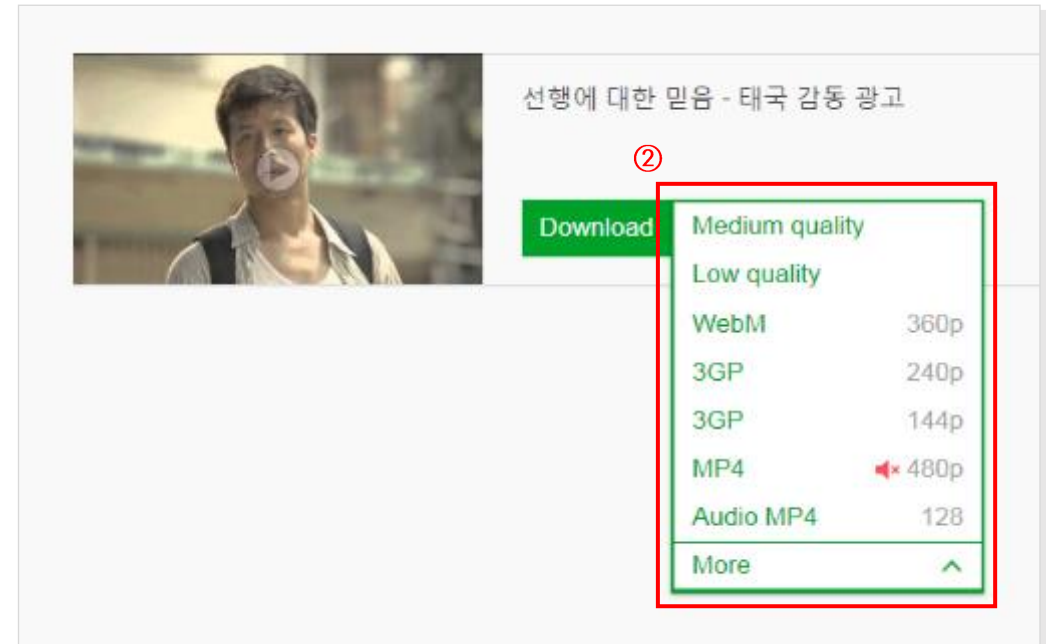 선행에 대한 믿음 - 태국 감동 광고
②
Download
Medium quality
Low quality
WebM 360p
3GP 240p
3GP 144p
MP4 480p
Audio MP4 128
More